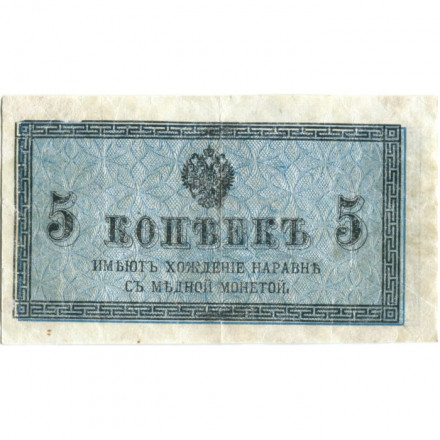 5 КОПѢЕКЪ 5
ИМѢЮТЪ ХОЖДЕНІЕ НАРАВНѢ
СЪ МѢДНОЙ МОНЕТОЙ.